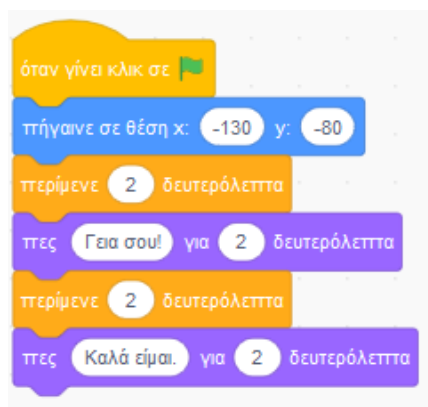 όταν γίνει κλικ σε
πήγαινε σε θέση x: -130 y: -80
περίμενε 2 δευτερόλεπτα
πες Γεια σου! για 2 δευτερόλεπτα
περίμενε 2 δευτερόλεπτα
πες Καλά είμαι. για 2 δευτερόλεπτα